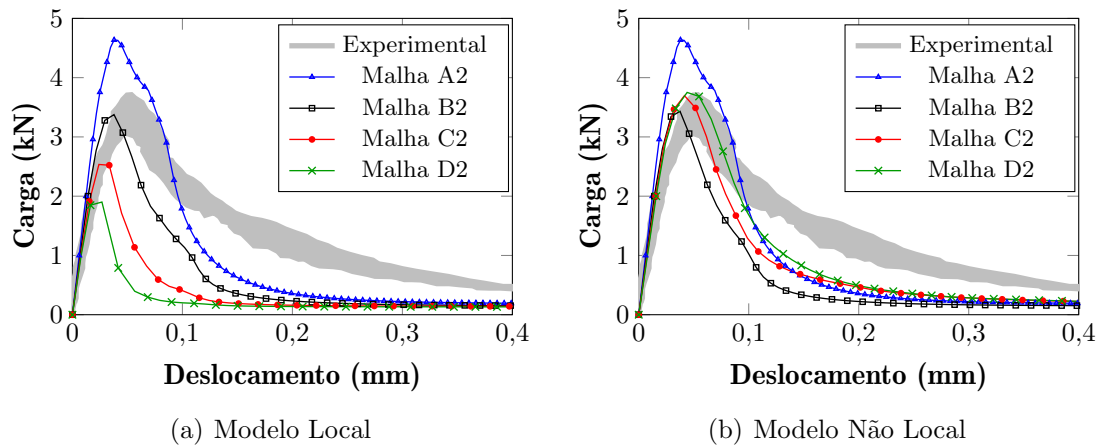 5
4
3
2
1
0
Carga (kN)
0
0,1
0,2
0,3
0,4
Deslocamento (mm)
Experimental
Malha A2
Malha B2
Malha C2
Malha D2
(a) Modelo Local
5
4
3
2
1
0
Carga (kN)
0
0,1
0,2
0,3
0,4
Deslocamento (mm)
Experimental
Malha A2
Malha B2
Malha C2
Malha D2
(b) Modelo Não Local